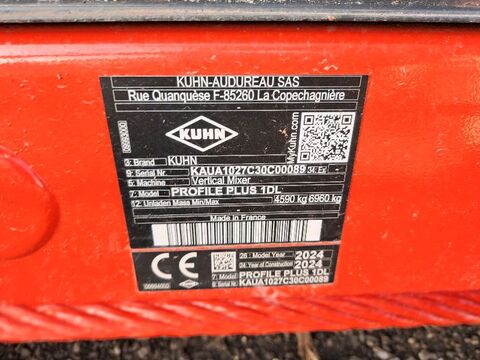 KUHN-AUDUREAU SAS
Rue Quanquèse F-85260 La Copechagnière
KUHN
MyKuhn.com
3: Brand KUHN
9: Serial Nr. KAUA1027C30C00089 34: Ex
5: Machine Vertical Mixer
7: Model PROFILE PLUS 1DL
12: Unladen Mass Min/Max 4590 kg 6960 kg
Made in France
CE
KUHN
26: Model Year 2024
24: Year of Construction 2024
7: Model PROFILE PLUS 1DL
9: Serial Nr. KAUA1027C30C00089